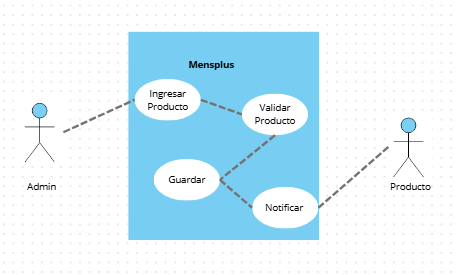 Mensplus
Ingresar
Producto
Validar
Producto
Guardar
Notificar
Admin
Producto